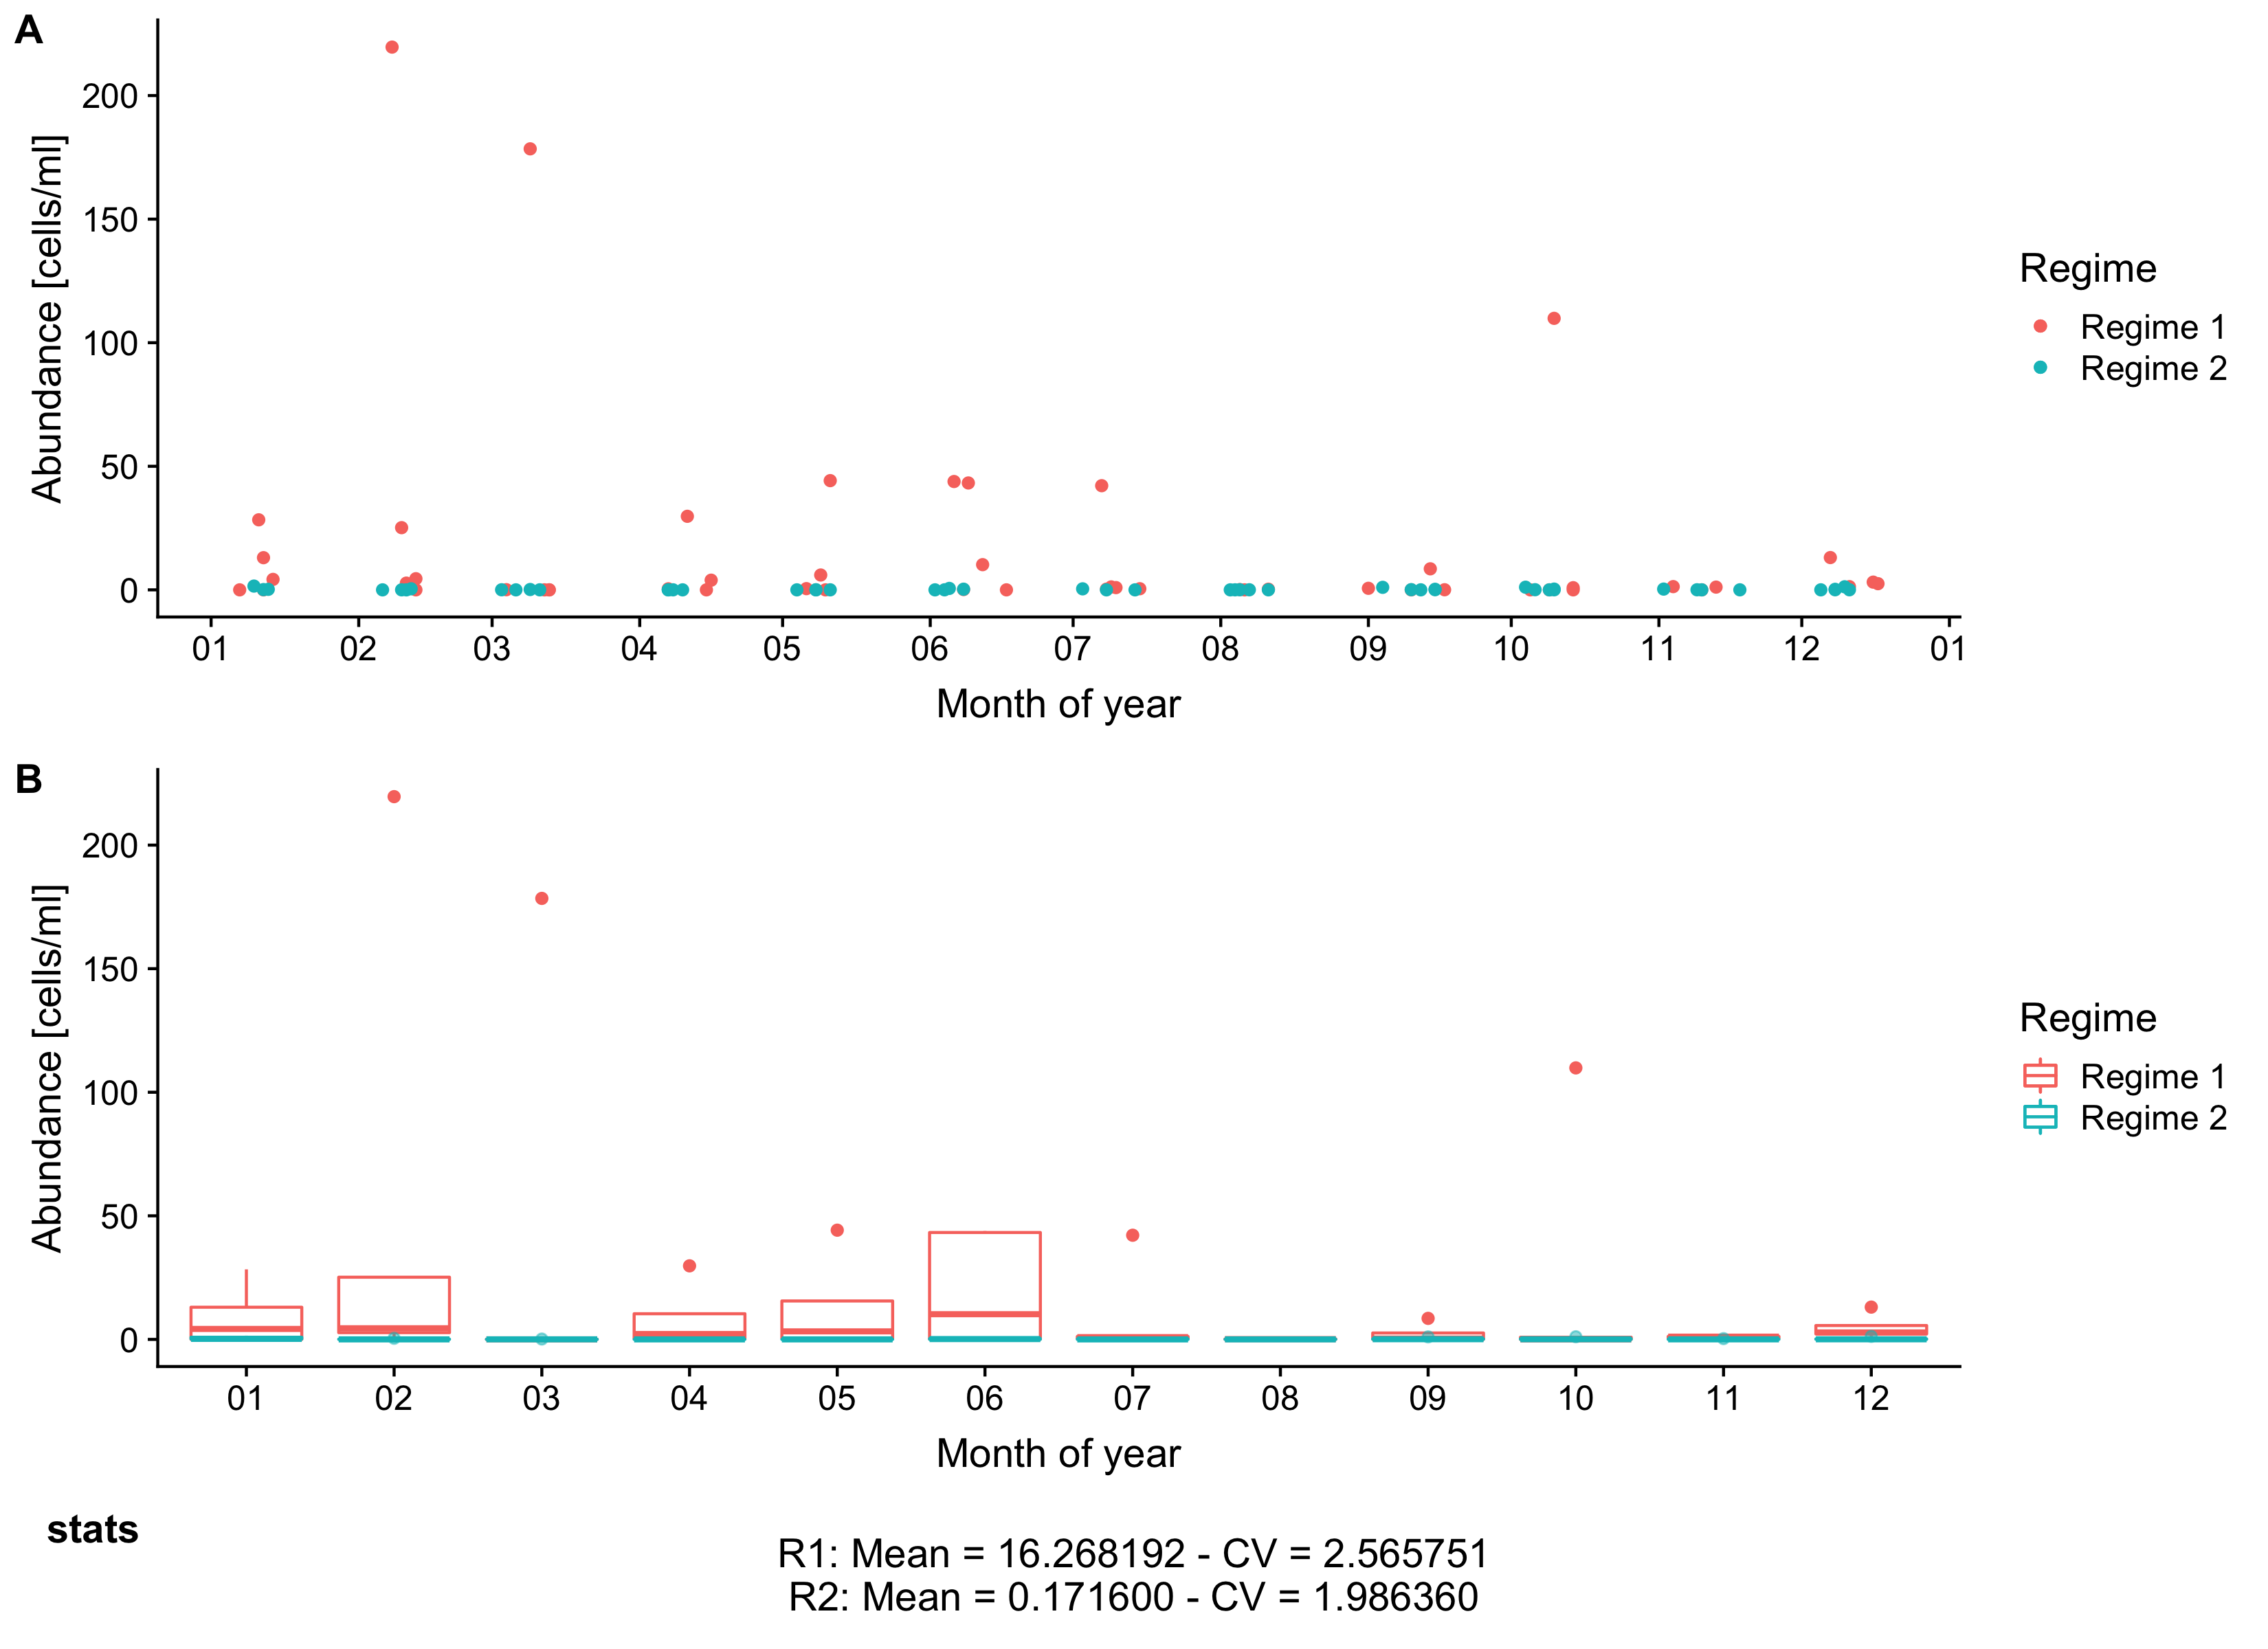 A
Abundance [cells/ml]
200
150
100
50
0
01 02 03 04 05 06 07 08 09 10 11 12 01
Month of year
Regime
Regime 1
Regime 2
B
Abundance [cells/ml]
200
150
100
50
0
01 02 03 04 05 06 07 08 09 10 11 12
Month of year
Regime
Regime 1
Regime 2
stats
R1: Mean = 16.268192 - CV = 2.565751
R2: Mean = 0.171600 - CV = 1.986360